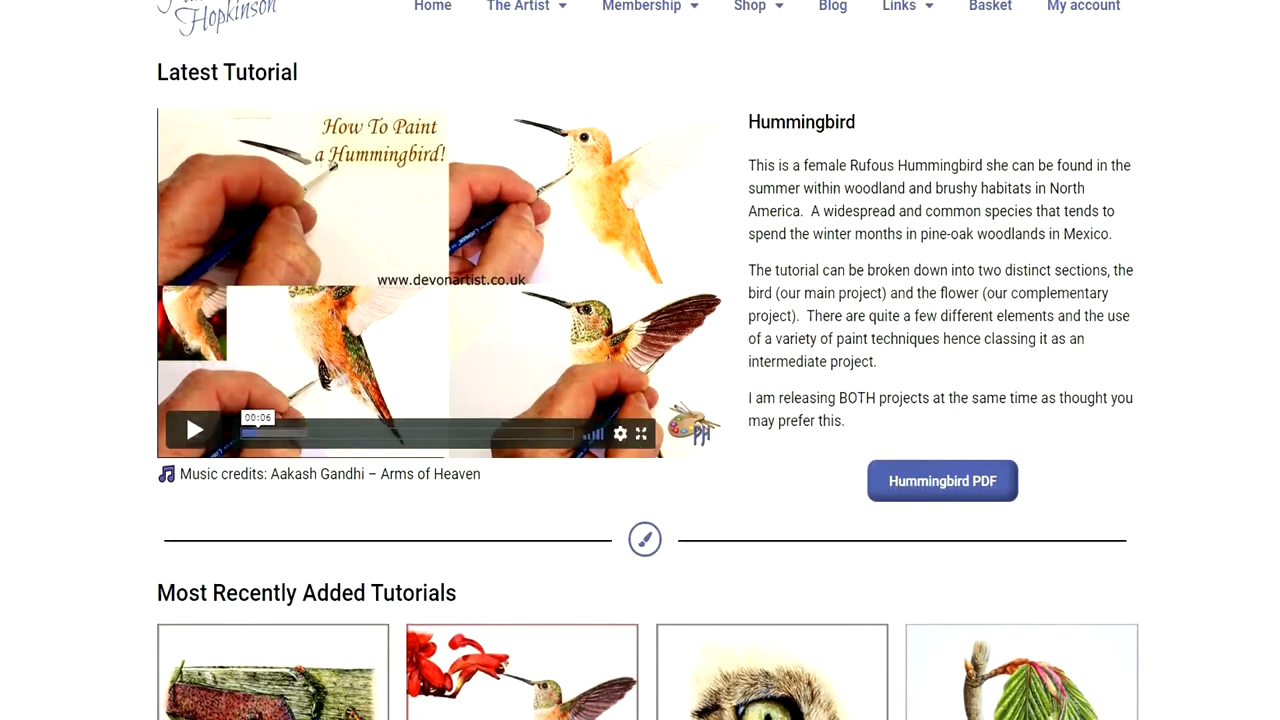 Hopkinson
Home The Artist Membership Shop Blog Links Basket My account
Latest Tutorial
How To Paint
a Hummingbird!
www.devonartist.co.uk
00:06
PH
Music credits: Aakash Gandhi – Arms of Heaven
Hummingbird
This is a female Rufous Hummingbird she can be found in the
summer within woodland and brushy habitats in North
America. A widespread and common species that tends to
spend the winter months in pine-oak woodlands in Mexico.
The tutorial can be broken down into two distinct sections, the
bird (our main project) and the flower (our complementary
project). There are quite a few different elements and the use
of a variety of paint techniques hence classing it as an
intermediate project.
I am releasing BOTH projects at the same time as thought you
may prefer this.
Hummingbird PDF
Most Recently Added Tutorials